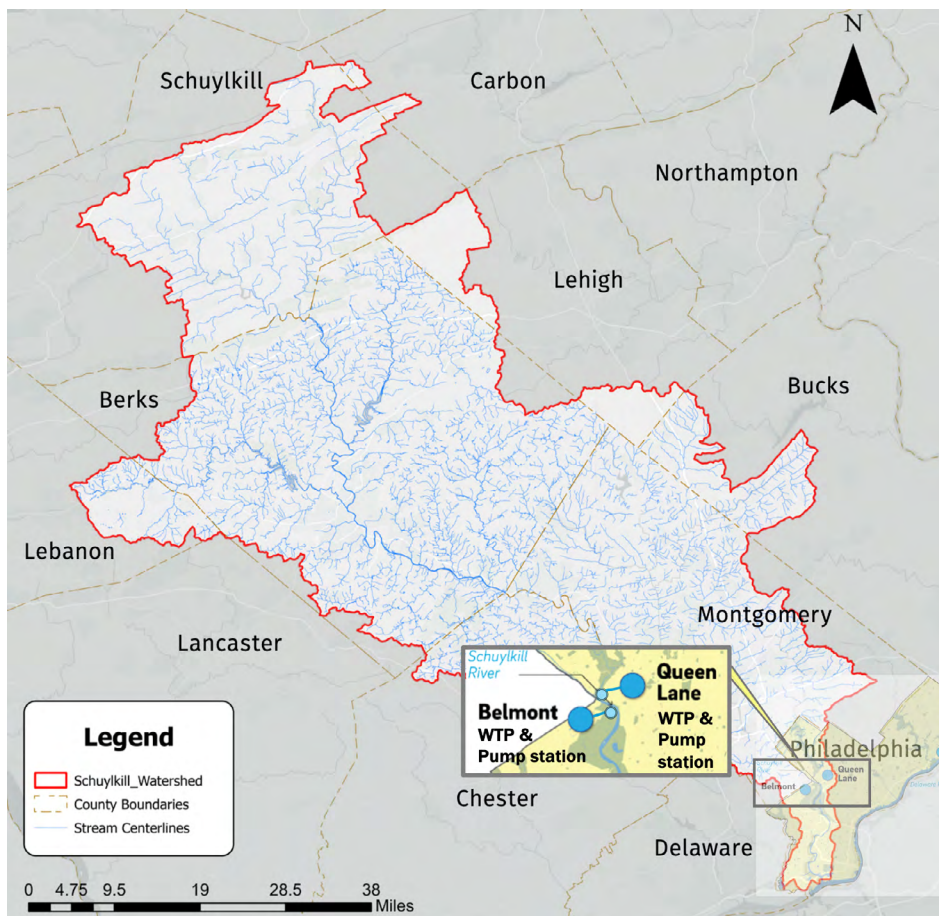 N
Schuylkill
Carbon
Northampton
Lehigh
Bucks
Berks
Lebanon
Lancaster
Montgomery
Schuylkill
River
Queen
Lane
WTP &
Pump
station
Belmont
WTP &
Pump station
Philadelphia
Queen
Lane
Belmont
Chester
Delaware
Legend
Schuylkill_Watershed
County Boundaries
Stream Centerlines
0 4.75 9.5 19 28.5 38
Miles